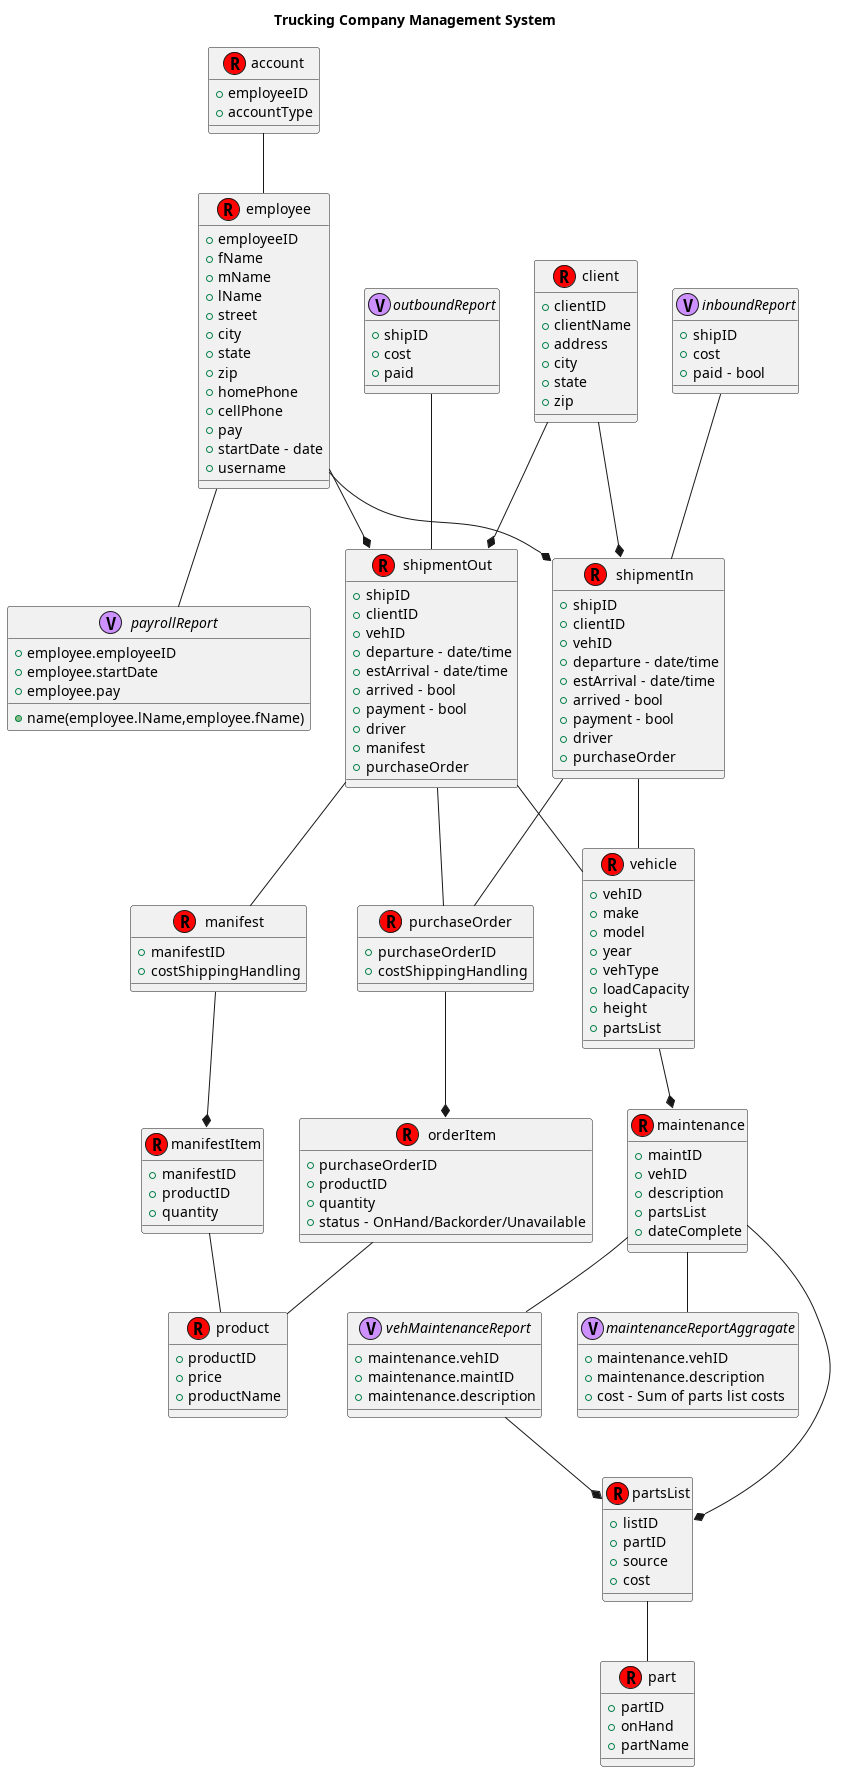 Trucking Company Management System
R account
employeeID
accountType
R employee
employeeID
fName
mName
lName
street
city
state
zip
homePhone
cellPhone
pay
startDate - date
username
V outboundReport
shipID
cost
paid
R client
clientID
clientName
address
city
state
zip
V inboundReport
shipID
cost
paid - bool
V payrollReport
employee.employeeID
employee.startDate
employee.pay
name(employee.lName,employee.fName)
R shipmentOut
shipID
clientID
vehID
departure - date/time
estArrival - date/time
arrived - bool
payment - bool
driver
manifest
purchaseOrder
R shipmentIn
shipID
clientID
vehID
departure - date/time
estArrival - date/time
arrived - bool
payment - bool
driver
purchaseOrder
R manifest
manifestID
costShippingHandling
R purchaseOrder
purchaseOrderID
costShippingHandling
R vehicle
vehID
make
model
year
vehType
loadCapacity
height
partsList
R manifestItem
manifestID
productID
quantity
R orderItem
purchaseOrderID
productID
quantity
status - OnHand/Backorder/Unavailable
R maintenance
maintID
vehID
description
partsList
dateComplete
R product
productID
price
productName
V vehMaintenanceReport
maintenance.vehID
maintenance.maintID
maintenance.description
V maintenanceReportAggragate
maintenance.vehID
maintenance.description
cost - Sum of parts list costs
R partsList
listID
partID
source
cost
R part
partID
onHand
partName